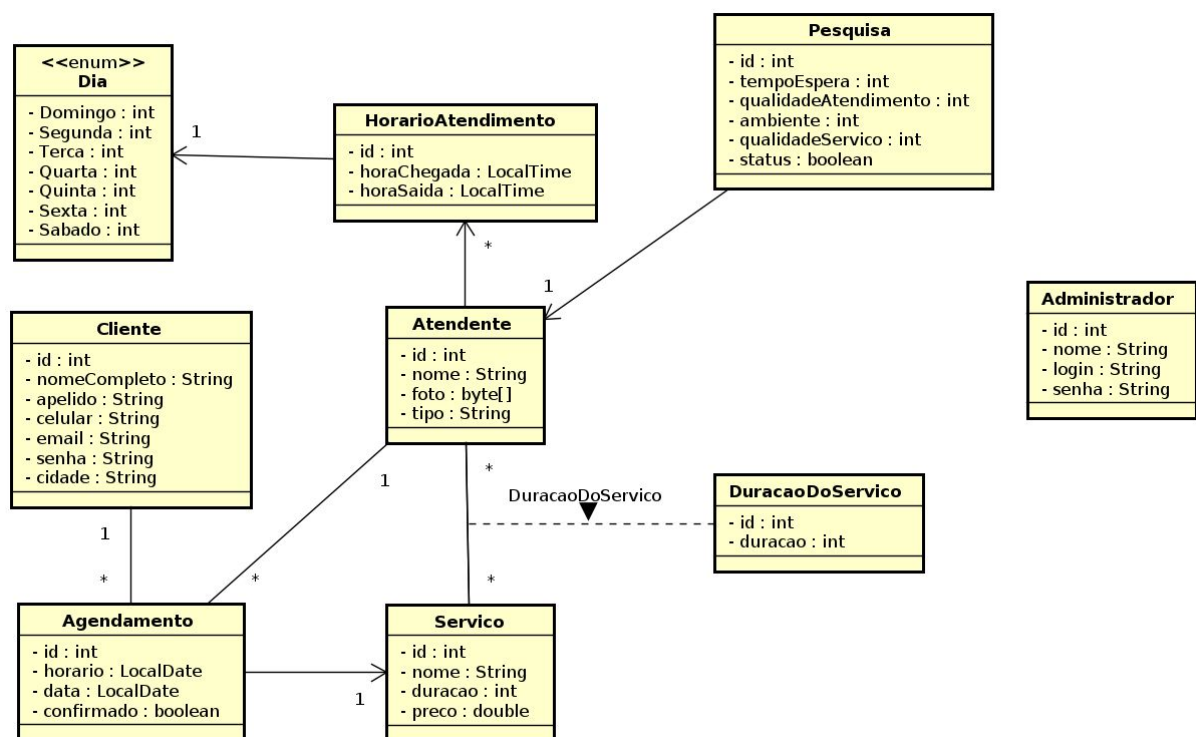 <<enum>>
Dia
- Domingo : int
- Segunda : int
- Terca : int
- Quarta : int
- Quinta : int
- Sexta : int
- Sabado : int
1
HorarioAtendimento
- id : int
- horaChegada : LocalTime
- horaSaida : LocalTime
*
Pesquisa
- id : int
- tempoEspera : int
- qualidadeAtendimento : int
- ambiente : int
- qualidadeServico : int
- status : boolean
1
Administrador
- id : int
- nome : String
- login : String
- senha : String
Cliente
- id : int
- nomeCompleto : String
- apelido : String
- celular : String
- email : String
- senha : String
- cidade : String
1
*
Atendente
- id : int
- nome : String
- foto : byte[]
- tipo : String
1
*
*
*
DuracaoDoServico
DuracaoDoServico
- id : int
- duracao : int
Agendamento
- id : int
- horario : LocalDate
- data : LocalDate
- confirmado : boolean
1
Servico
- id : int
- nome : String
- duracao : int
- preco : double